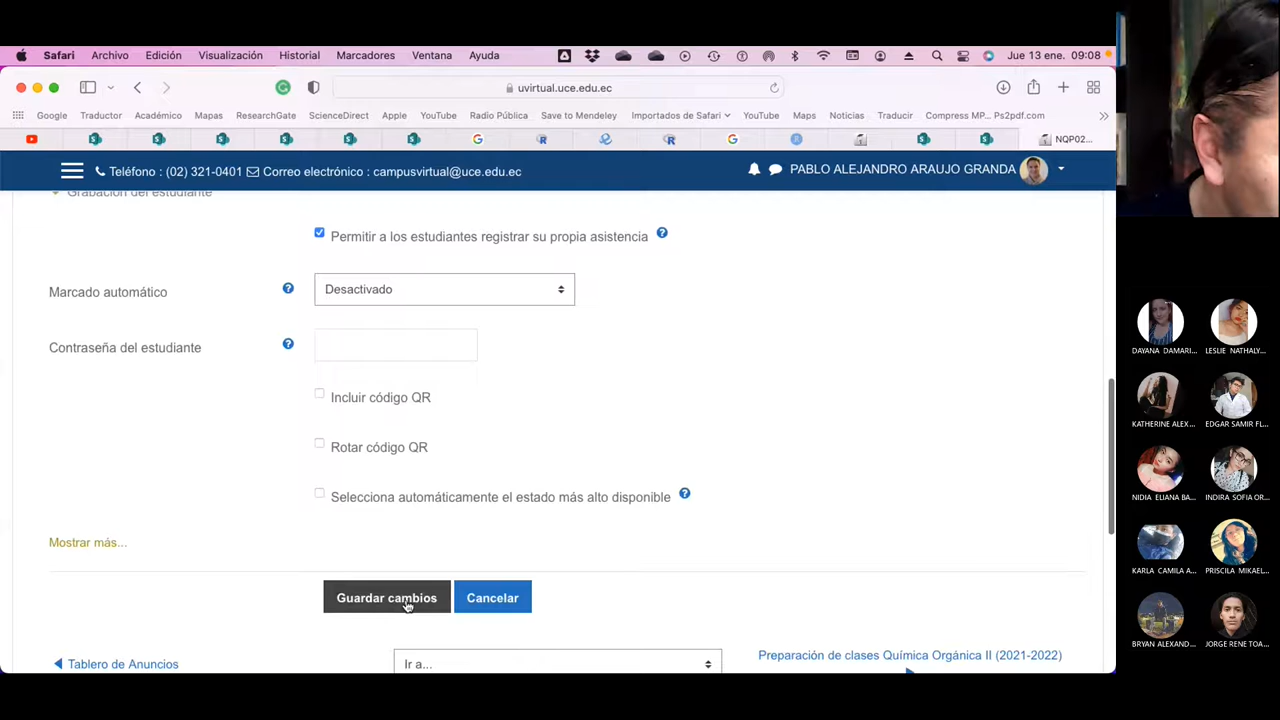 Safari Archivo Edición Visualización Historial Marcadores Ventana Ayuda Jue 13 ene. 09:08
uvirtual.uce.edu.ec
Google Traductor Académico Mapas ResearchGate ScienceDirect Apple YouTube Radio Pública Save to Mendeley Importados de Safari YouTube Maps Noticias Traducir Compress MP... Ps2pdf.com
NQP02...
Teléfono : (02) 321-0401 Correo electrónico : campusvirtual@uce.edu.ec PABLO ALEJANDRO ARAUJO GRANDA
Grabación del estudiante
Permitir a los estudiantes registrar su propia asistencia
Marcado automático Desactivado
Contraseña del estudiante
Incluir código QR
Rotar código QR
Selecciona automáticamente el estado más alto disponible
Mostrar más...
Guardar cambios Cancelar
Tablero de Anuncios Ir a... Preparación de clases Química Orgánica II (2021-2022)
DAYANA DAMARI... LESLIE NATHALY...
KATHERINE ALEX... EDGAR SAMIR FL...
NIDIA ELIANA BA... INDIRA SOFIA OR...
KARLA CAMILA A... PRISCILA MIKAEL...
BRYAN ALEXAND... JORGE RENE TOA...